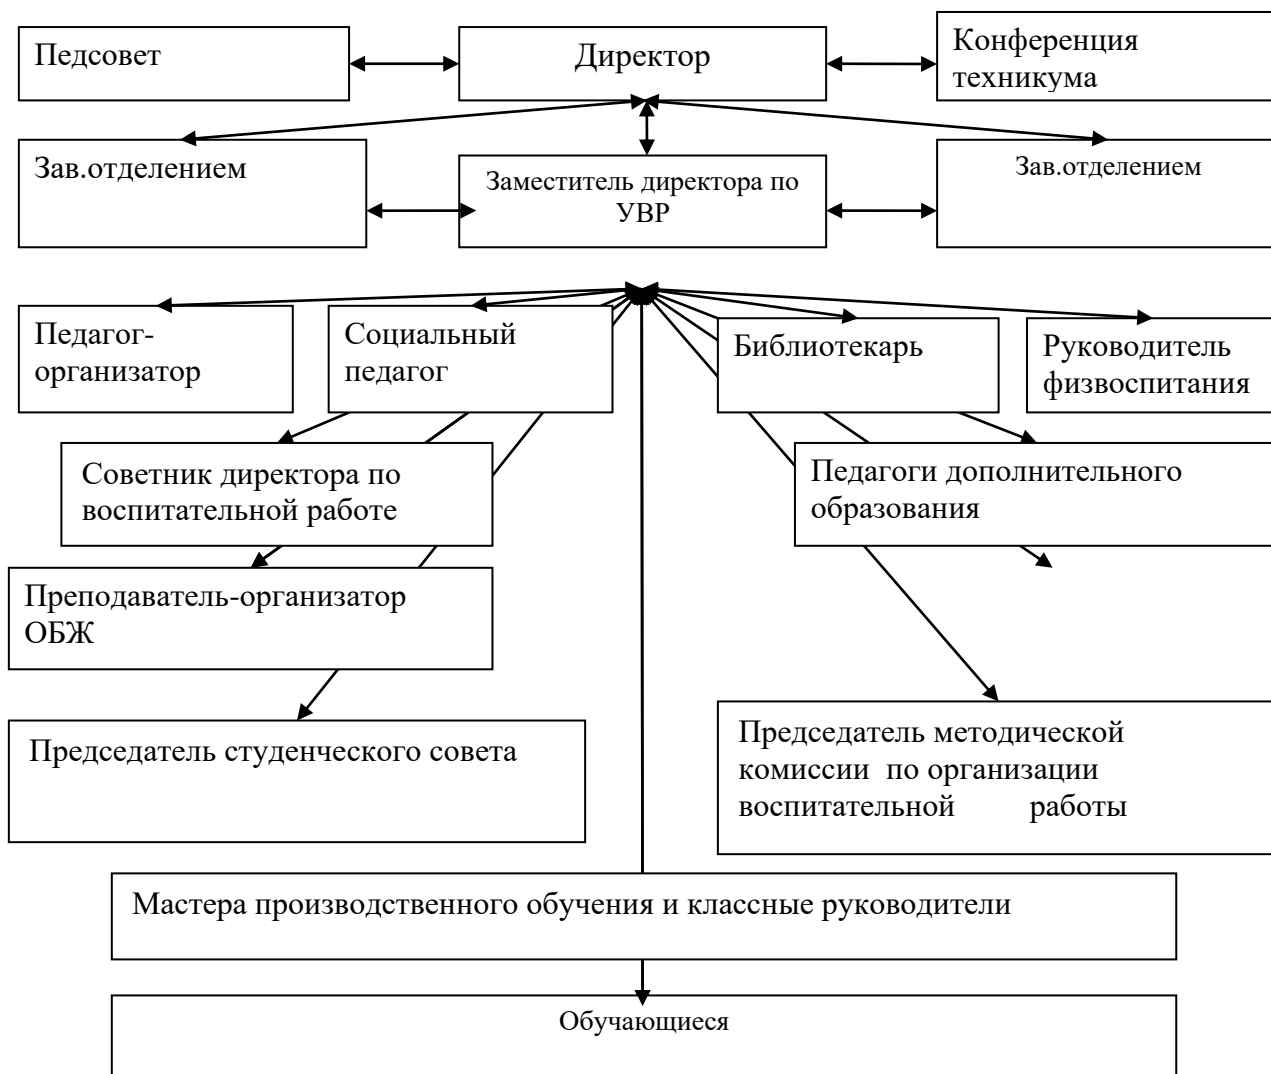 Педсовет
Директор
Конференция
техникума
Зав.отделением
Заместитель директора по
УВР
Зав.отделением
Педагог-
организатор
Социальный
педагог
Библиотекарь
Руководитель
физвоспитания
Советник директора по
воспитательной работе
Педагоги дополнительного
образования
Преподаватель-организатор
ОБЖ
Председатель студенческого совета
Председатель методической
комиссии по организации
воспитательной работы
Мастера производственного обучения и классные руководители
Обучающиеся